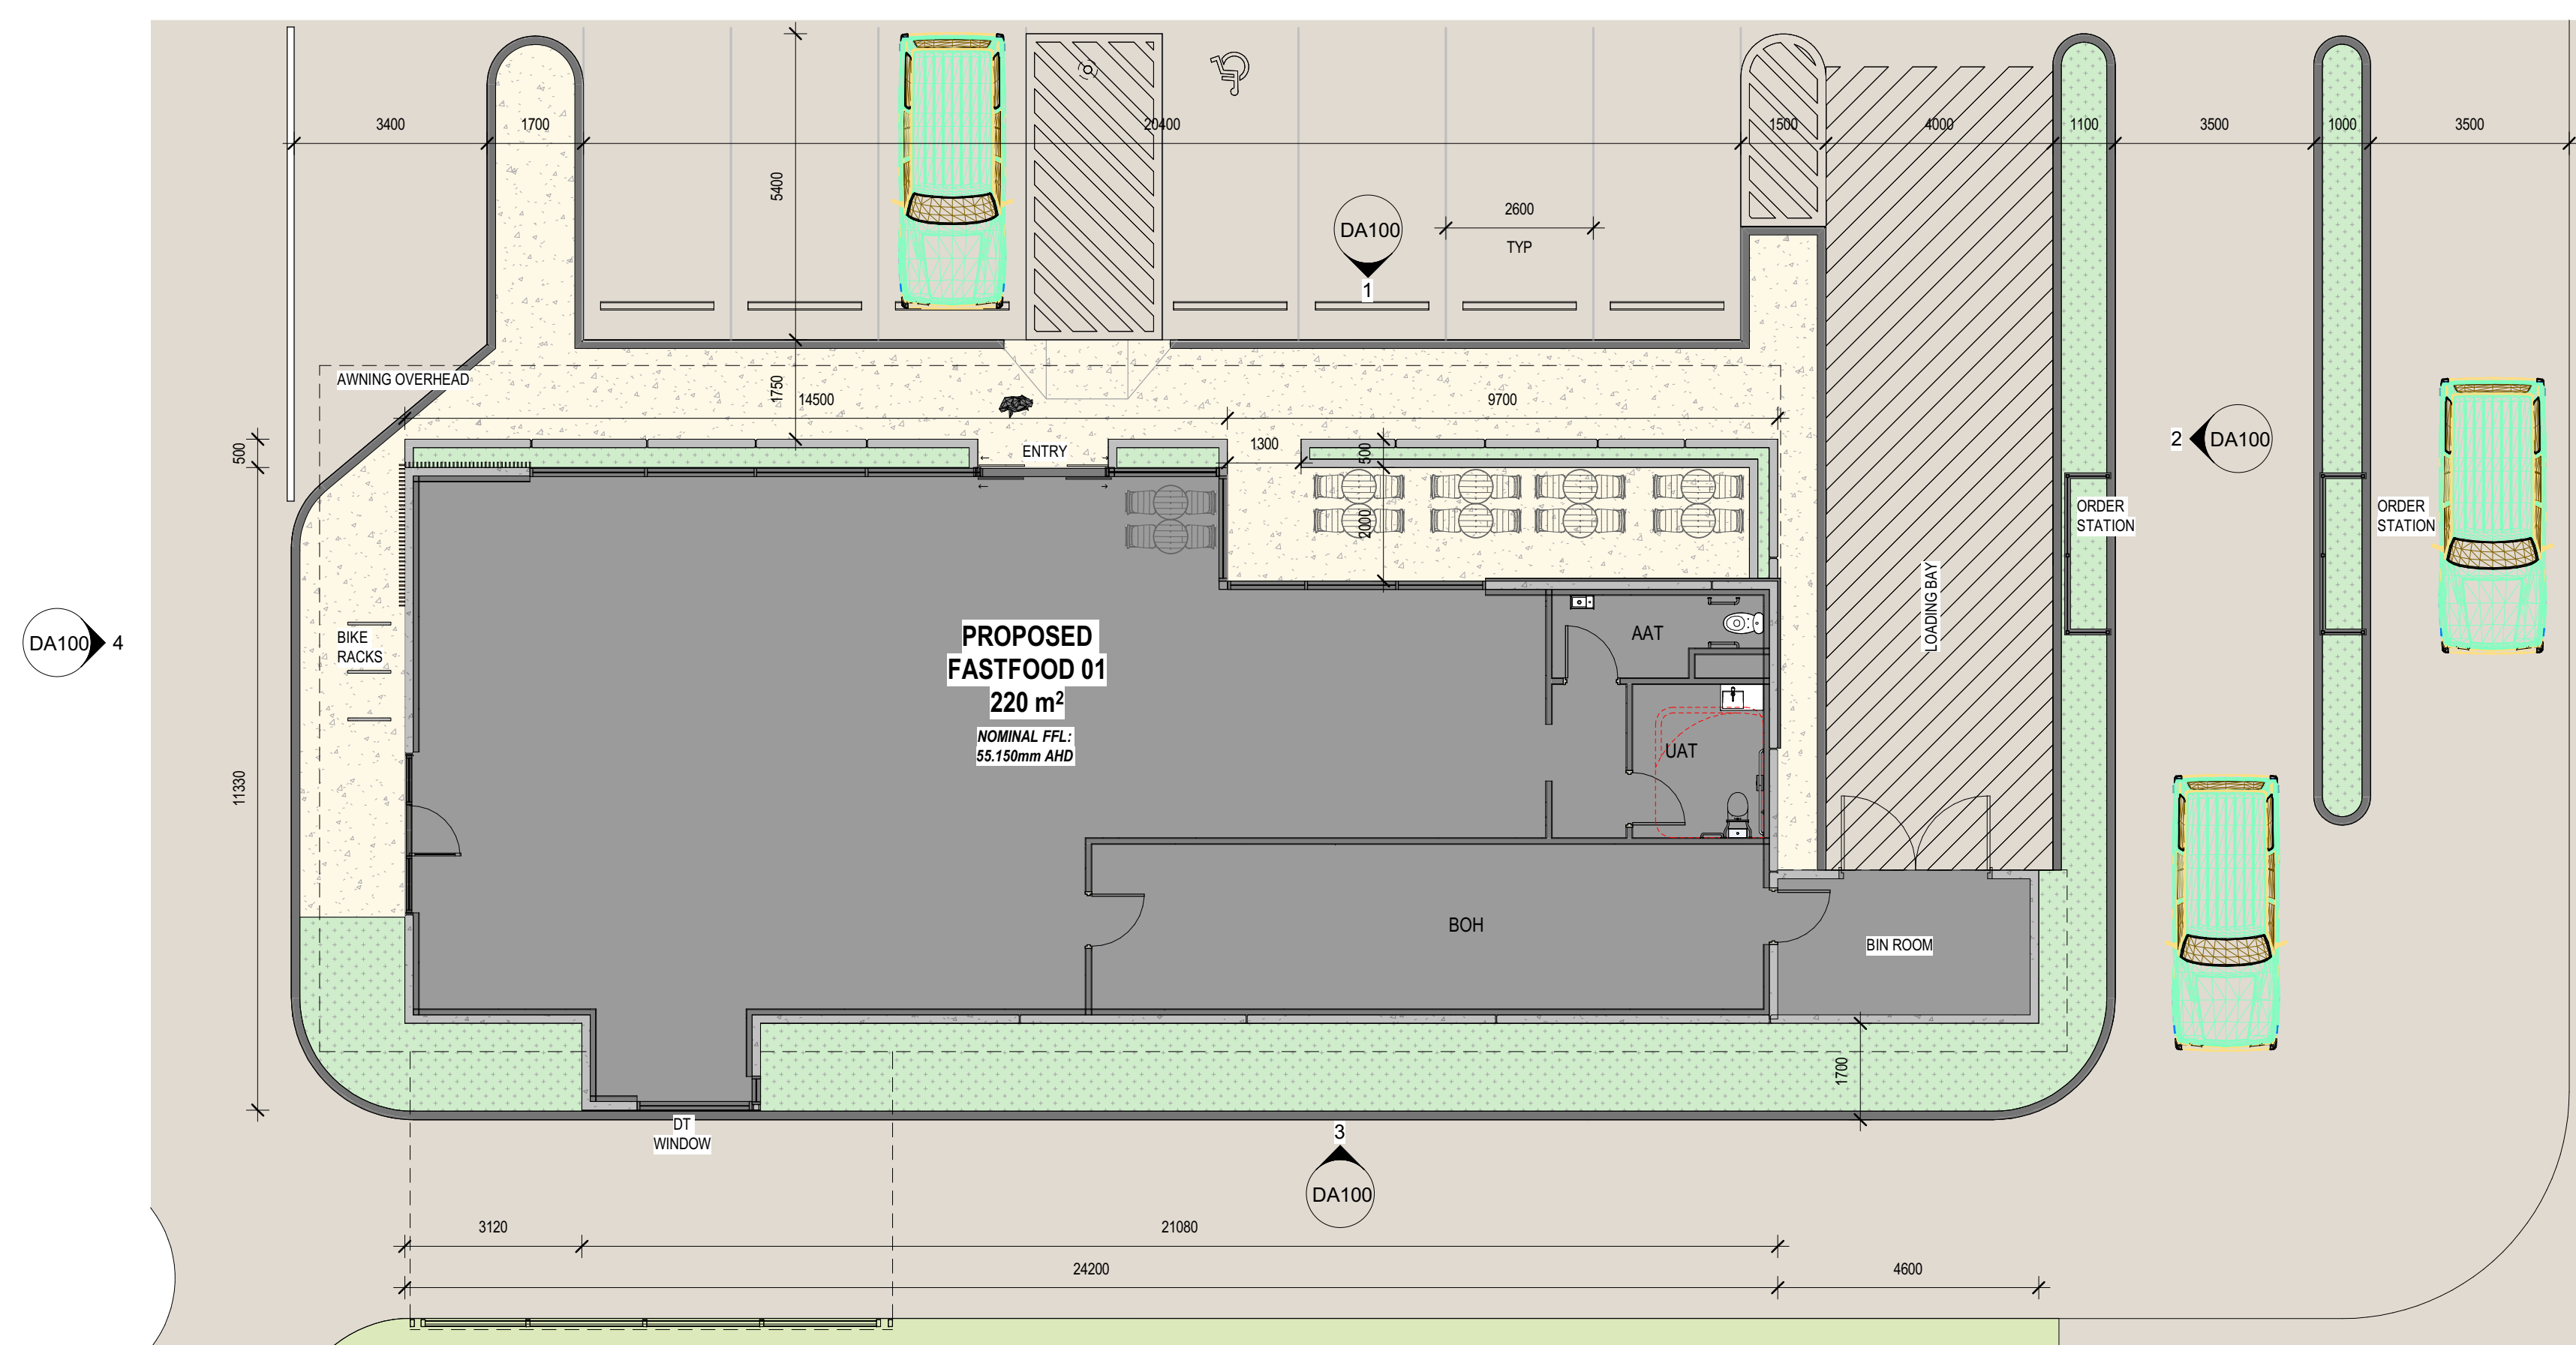 3400
1700
20400
1500
4000
1100
3500
1000
3500
5400
2600
TYP
DA100
1
AWNING OVERHEAD
1750
14500
9700
500
ENTRY
1300
500
2000
2
DA100
ORDER
STATION
ORDER
STATION
LOADING BAY
DA100
4
BIKE
RACKS
PROPOSED
FASTFOOD 01
220 m²
NOMINAL FFL:
55.150mm AHD
AAT
UAT
11330
BOH
BIN ROOM
1700
DT
WINDOW
3
DA100
3120
21080
24200
4600